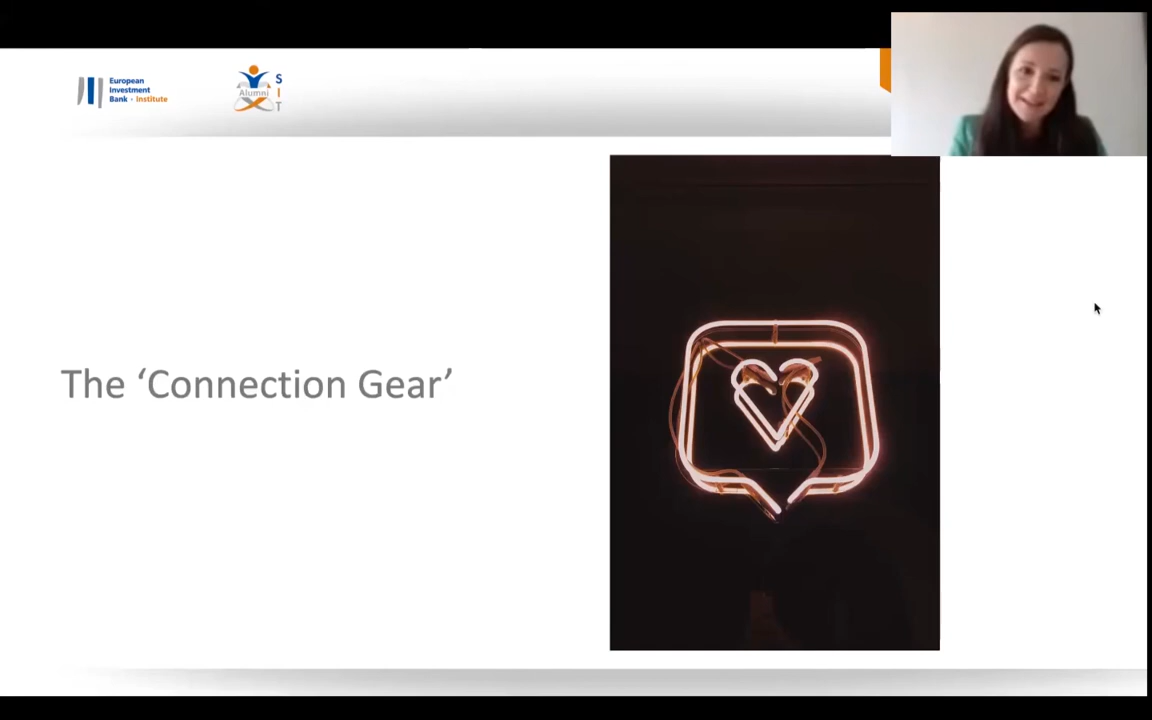 European
Investment
Bank · Institute
Alumni
S
I
T
The ‘Connection Gear’